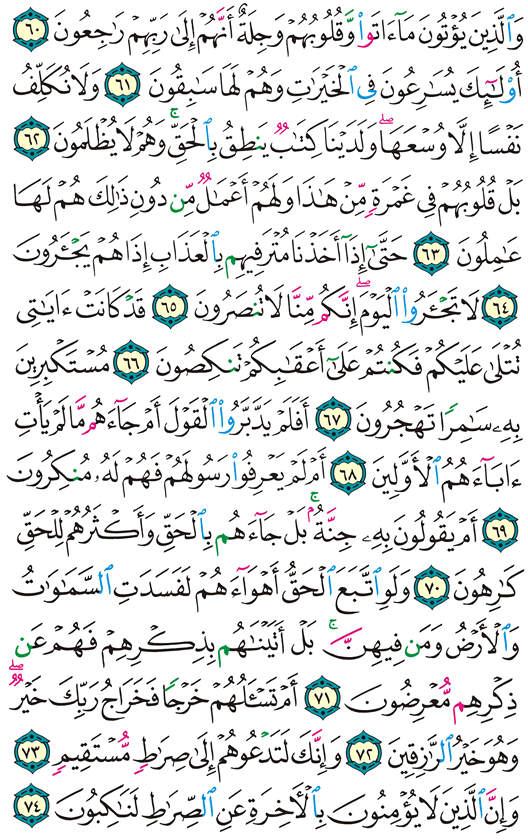 وَٱلَّذِينَ يُؤْتُونَ مَآ ءَاتَوا۟ وَّقُلُوبُهُمْ وَجِلَةٌ أَنَّهُمْ إِلَىٰ رَبِّهِمْ رَٰجِعُونَ ٦٠
أُو۟لَٰٓئِكَ يُسَٰرِعُونَ فِى ٱلْخَيْرَٰتِ وَهُمْ لَهَا سَٰبِقُونَ ٦١ وَلَا نُكَلِّفُ
نَفْسًا إِلَّا وُسْعَهَا ۖ وَلَدَيْنَا كِتَٰبٌ يَنطِقُ بِٱلْحَقِّ ۚ وَهُمْ لَا يُظْلَمُونَ ٦٢
بَلْ قُلُوبُهُمْ فِى غَمْرَةٍ مِّنْ هَٰذَا وَلَهُمْ أَعْمَٰلٌ مِّن دُونِ ذَٰلِكَ هُمْ لَهَا
عَٰمِلُونَ ٦٣ حَتَّىٰٓ إِذَآ أَخَذْنَا مُتْرَفِيهِم بِٱلْعَذَابِ إِذَا هُمْ يَجْـَٔرُونَ
٦٤ لَا تَجْـَٔرُوا۟ ٱلْيَوْمَ ۖ إِنَّكُم مِّنَّا لَا تُنصَرُونَ ٦٥ قَدْ كَانَتْ ءَايَٰتِى
تُتْلَىٰ عَلَيْكُمْ فَكُنتُمْ عَلَىٰٓ أَعْقَٰبِكُمْ تَنكِصُونَ ٦٦ مُسْتَكْبِرِينَ
بِهِۦ سَٰمِرًا تَهْجُرُونَ ٦٧ أَفَلَمْ يَدَّبَّرُوا۟ ٱلْقَوْلَ أَمْ جَآءَهُم مَّا لَمْ يَأْتِ
ءَابَآءَهُمُ ٱلْأَوَّلِينَ ٦٨ أَمْ لَمْ يَعْرِفُوا۟ رَسُولَهُمْ فَهُمْ لَهُۥ مُنكِرُونَ
٦٩ أَمْ يَقُولُونَ بِهِۦ جِنَّةٌۢ ۚ بَلْ جَآءَهُم بِٱلْحَقِّ وَأَكْثَرُهُمْ لِلْحَقِّ
كَٰرِهُونَ ٧٠ وَلَوِ ٱتَّبَعَ ٱلْحَقُّ أَهْوَآءَهُمْ لَفَسَدَتِ ٱلسَّمَٰوَٰتُ
وَٱلْأَرْضُ وَمَن فِيهِنَّ ۚ بَلْ أَتَيْنَٰهُم بِذِكْرِهِمْ فَهُمْ عَن
ذِكْرِهِم مُّعْرِضُونَ ٧١ أَمْ تَسْـَٔلُهُمْ خَرْجًا فَخَرَاجُ رَبِّكَ خَيْرٌ ۖ
وَهُوَ خَيْرُ ٱلرَّٰزِقِينَ ٧٢ وَإِنَّكَ لَتَدْعُوهُمْ إِلَىٰ صِرَٰطٍ مُّسْتَقِيمٍ ٧٣
وَإِنَّ ٱلَّذِينَ لَا يُؤْمِنُونَ بِٱلْـَٔاخِرَةِ عَنِ ٱلصِّرَٰطِ لَنَٰكِبُونَ ٧٤